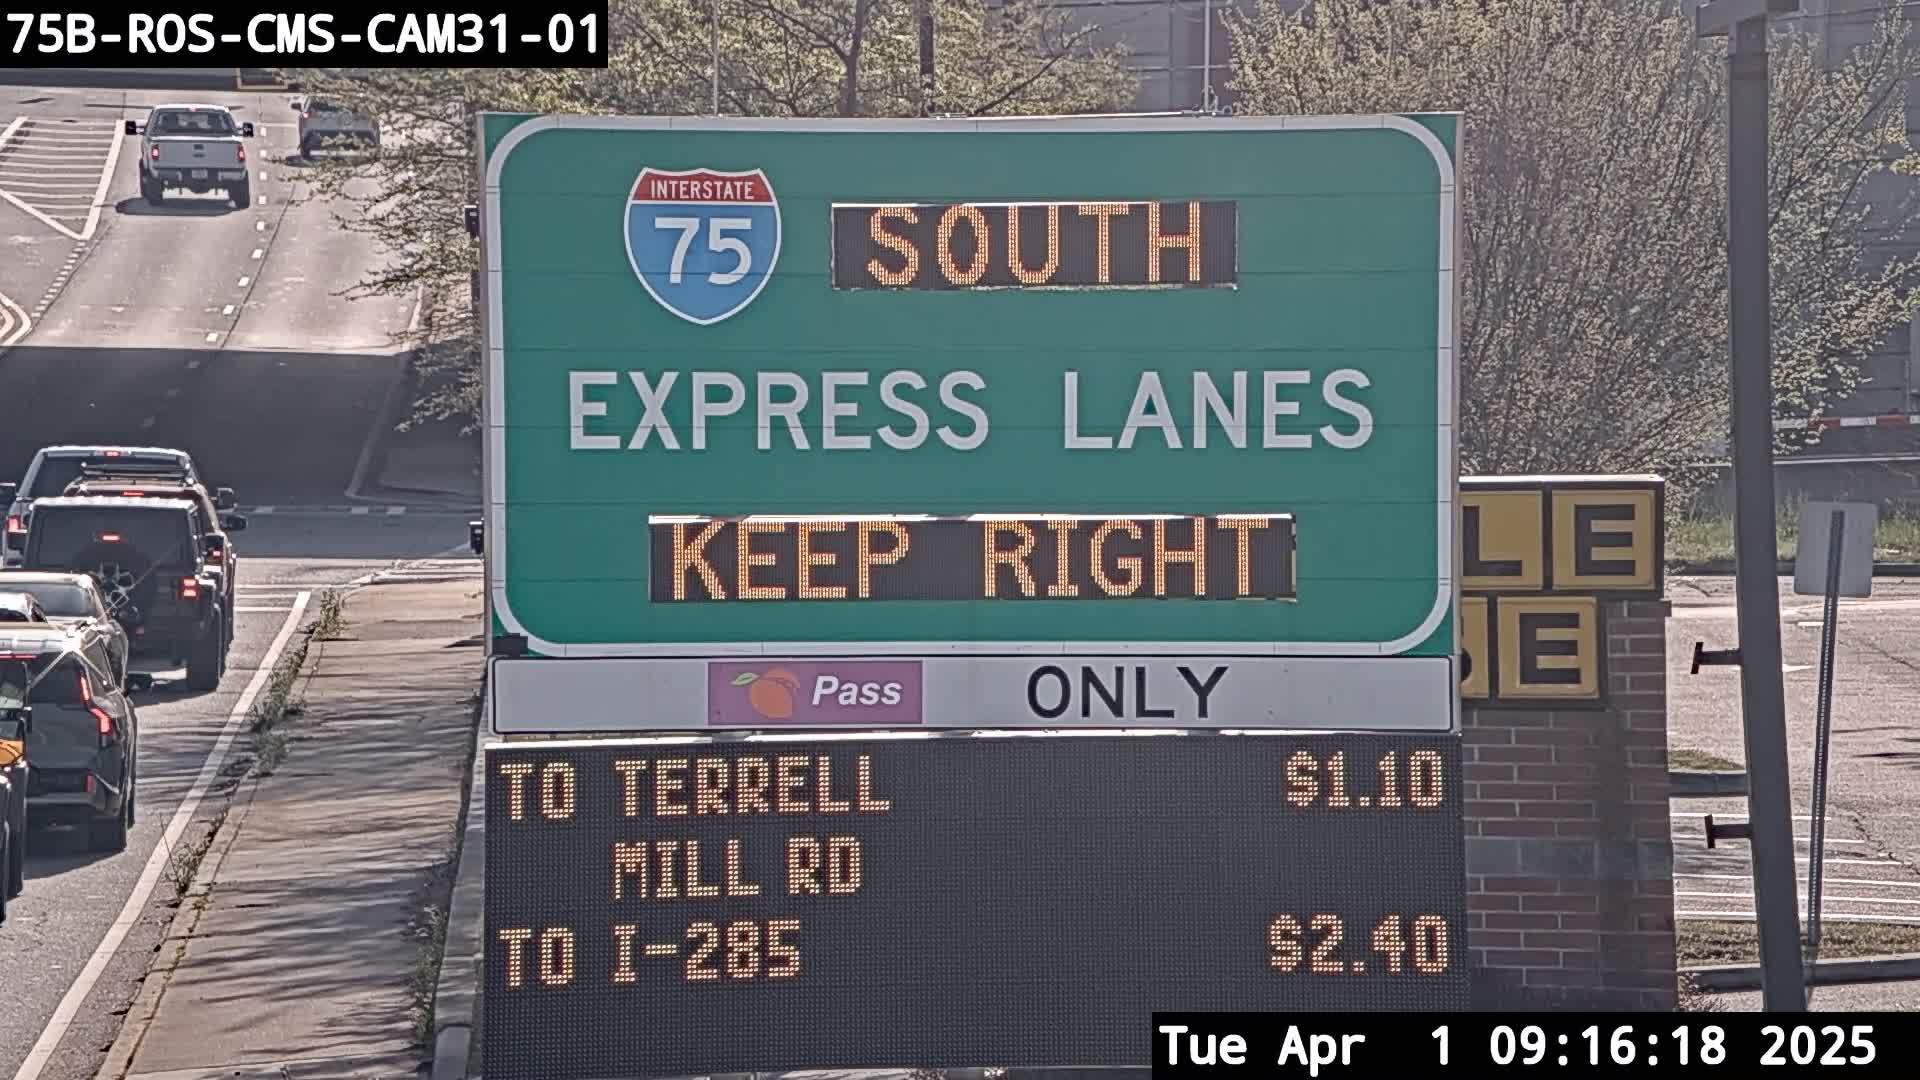 75B-ROS-CMS-CAM31-01
INTERSTATE
75
SOUTH
EXPRESS LANES
KEEP RIGHT
Pass ONLY
TO TERRELL $1.10
MILL RD
TO I-285 $2.40
LE
E
Tue Apr 1 09:16:18 2025